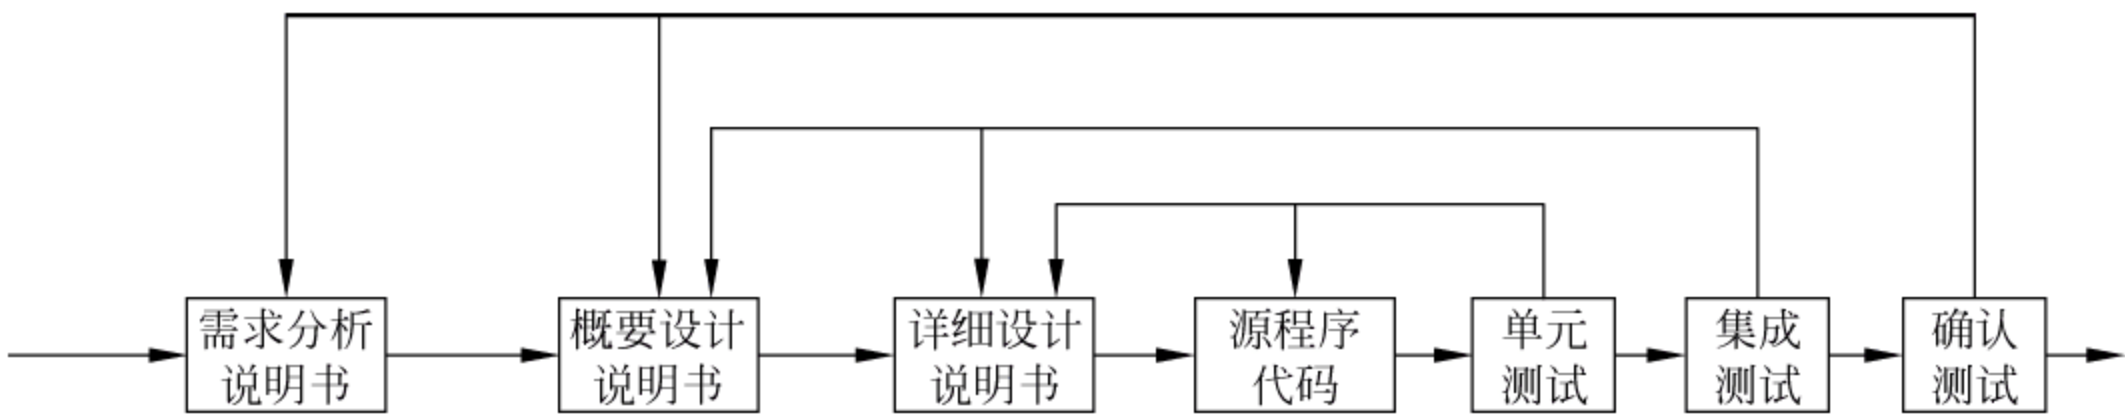 需求分析
说明书
概要设计
说明书
详细设计
说明书
源程序
代码
单元
测试
集成
测试
确认
测试